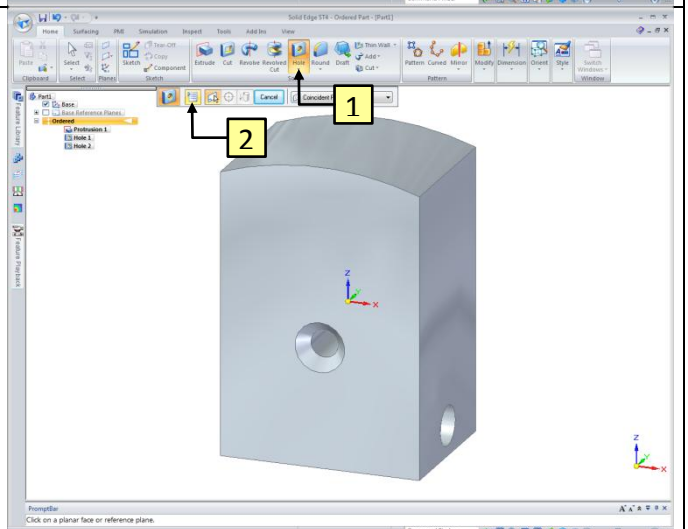 Solid Edge ST4 - Ordered Part - [Part1]
Home Surfacing PMI Simulation Inspect Tools Add Ins View
Paste
Select
Sketch
Tear-Off
Copy
Component
Extrude Cut Revolve Revolved Cut Hole Round Draft
Thin Wall
Add
Cut
Pattern Curved Mirror
Modify Dimension Orient Style Switch Windows
Clipboard Select Planes Sketch Pattern Window
Part1
Base
Base Reference Planes
Ordered
Protrusion 1
Hole 1
Hole 2
Cancel
Coincident
1
2
Feature Library
Feature Playback
Z
Y
X
Z
Y
X
PromptBar
Click on a planar face or reference plane.